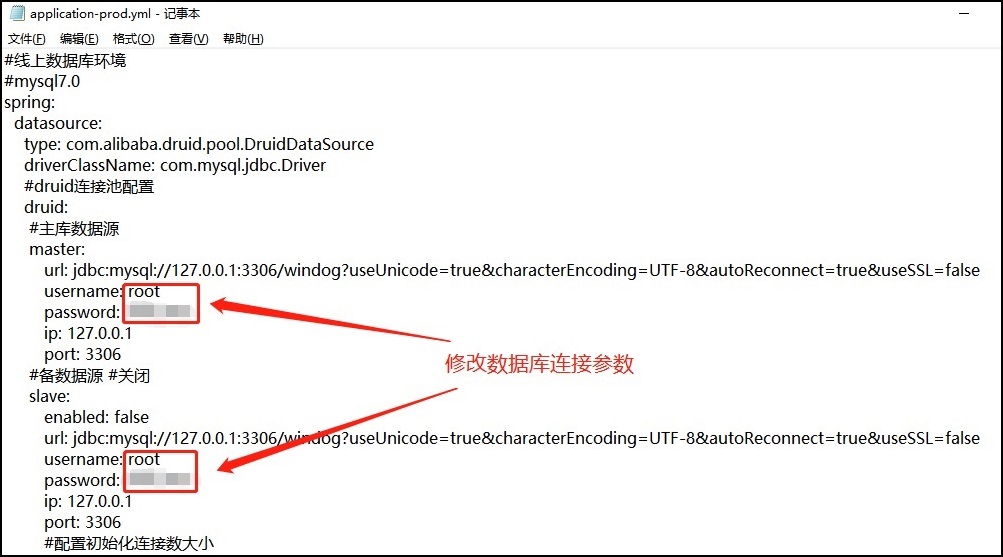 application-prod.yml - 记事本
文件(F) 编辑(E) 格式(O) 查看(V) 帮助(H)
#线上数据库环境
#mysql7.0
spring:
datasource:
type: com.alibaba.druid.pool.DruidDataSource
driverClassName: com.mysql.jdbc.Driver
#druid连接池配置
druid:
#主库数据源
master:
url: jdbc:mysql://127.0.0.1:3306/windog?useUnicode=true&characterEncoding=UTF-8&autoReconnect=true&useSSL=false
username: root
password:
ip: 127.0.0.1
port: 3306
修改数据库连接参数
#备数据源 #关闭
slave:
enabled: false
url: jdbc:mysql://127.0.0.1:3306/windog?useUnicode=true&characterEncoding=UTF-8&autoReconnect=true&useSSL=false
username: root
password:
ip: 127.0.0.1
port: 3306
#配置初始化连接数大小